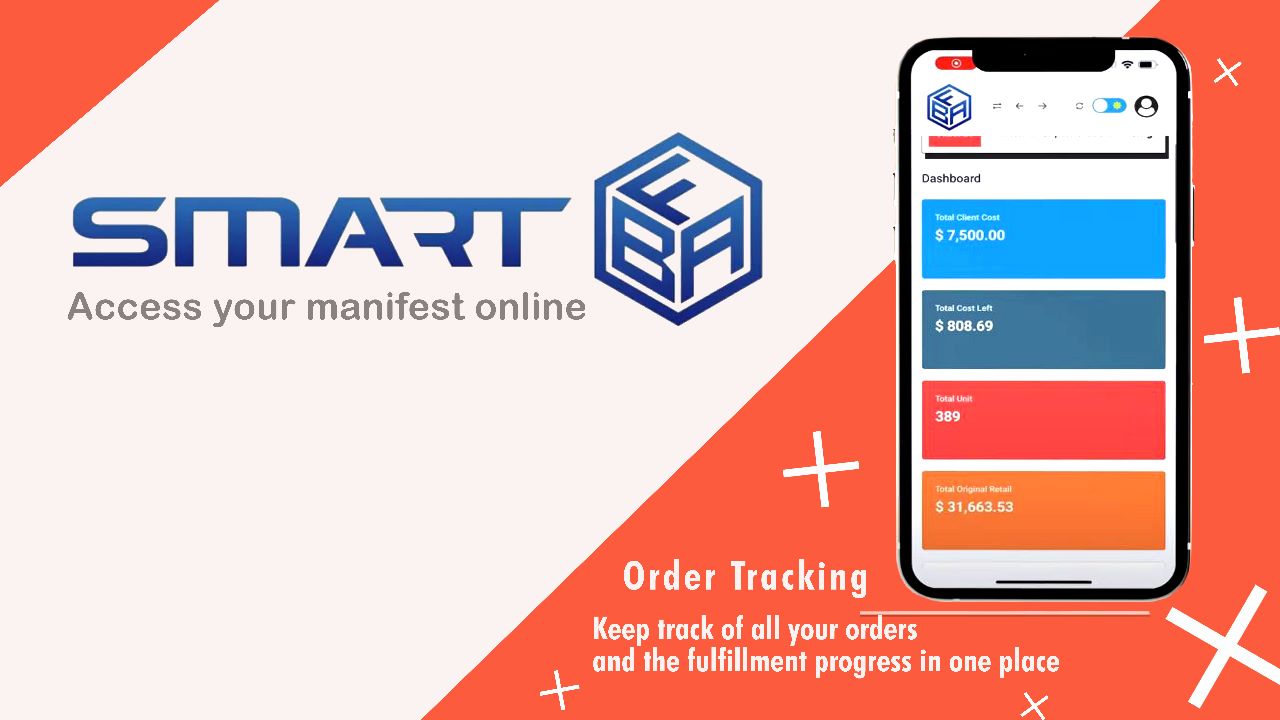 SMART
FBA
Access your manifest online
FBA
Dashboard
Total Client Cost
$ 7,500.00
Total Cost Left
$ 808.69
Total Unit
389
Total Original Retail
$ 31,663.53
Order Tracking
Keep track of all your orders
and the fulfillment progress in one place